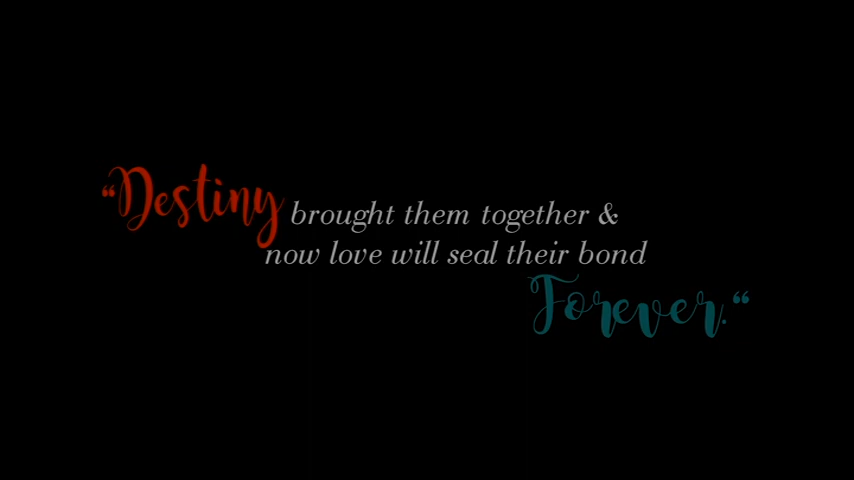 “Destiny brought them together &
now love will seal their bond
Forever.“